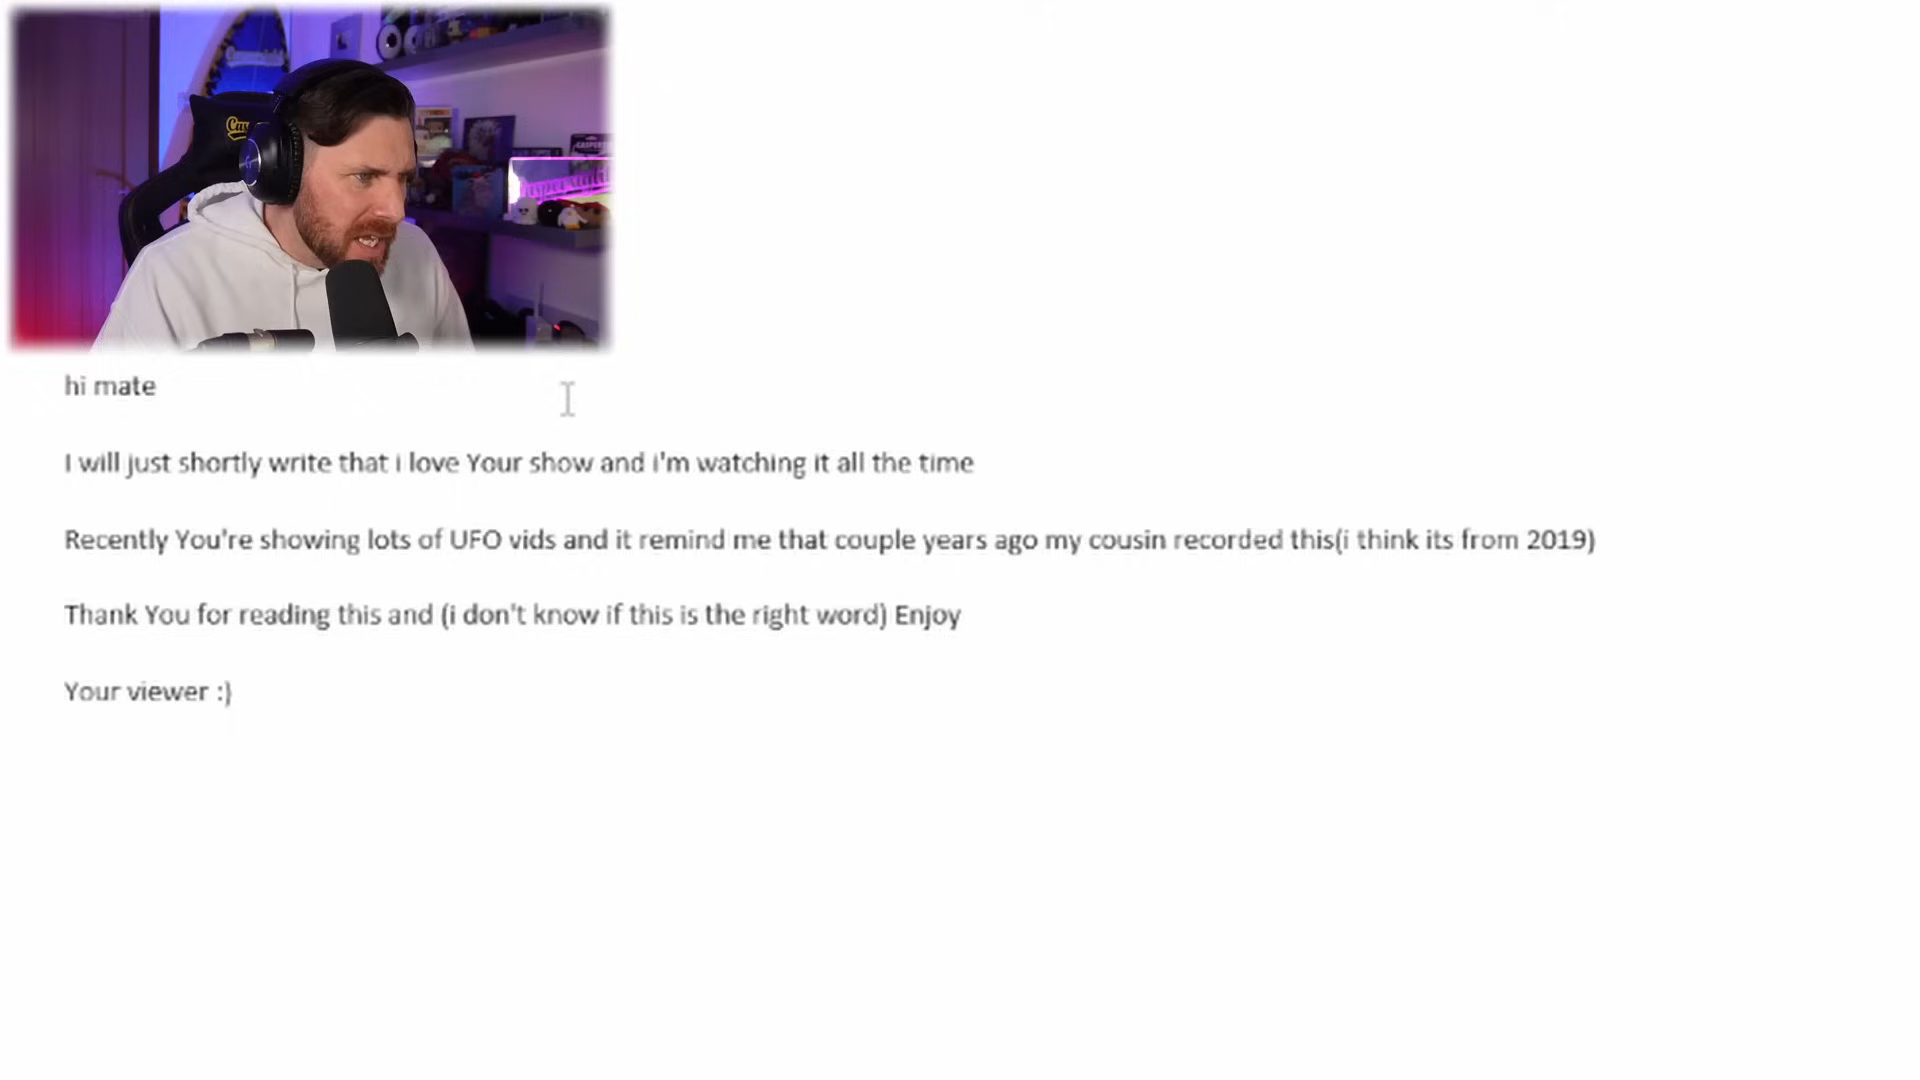 hi mate
I will just shortly write that i love Your show and i'm watching it all the time
Recently You're showing lots of UFO vids and it remind me that couple years ago my cousin recorded this(i think its from 2019)
Thank You for reading this and (i don't know if this is the right word) Enjoy
Your viewer :)